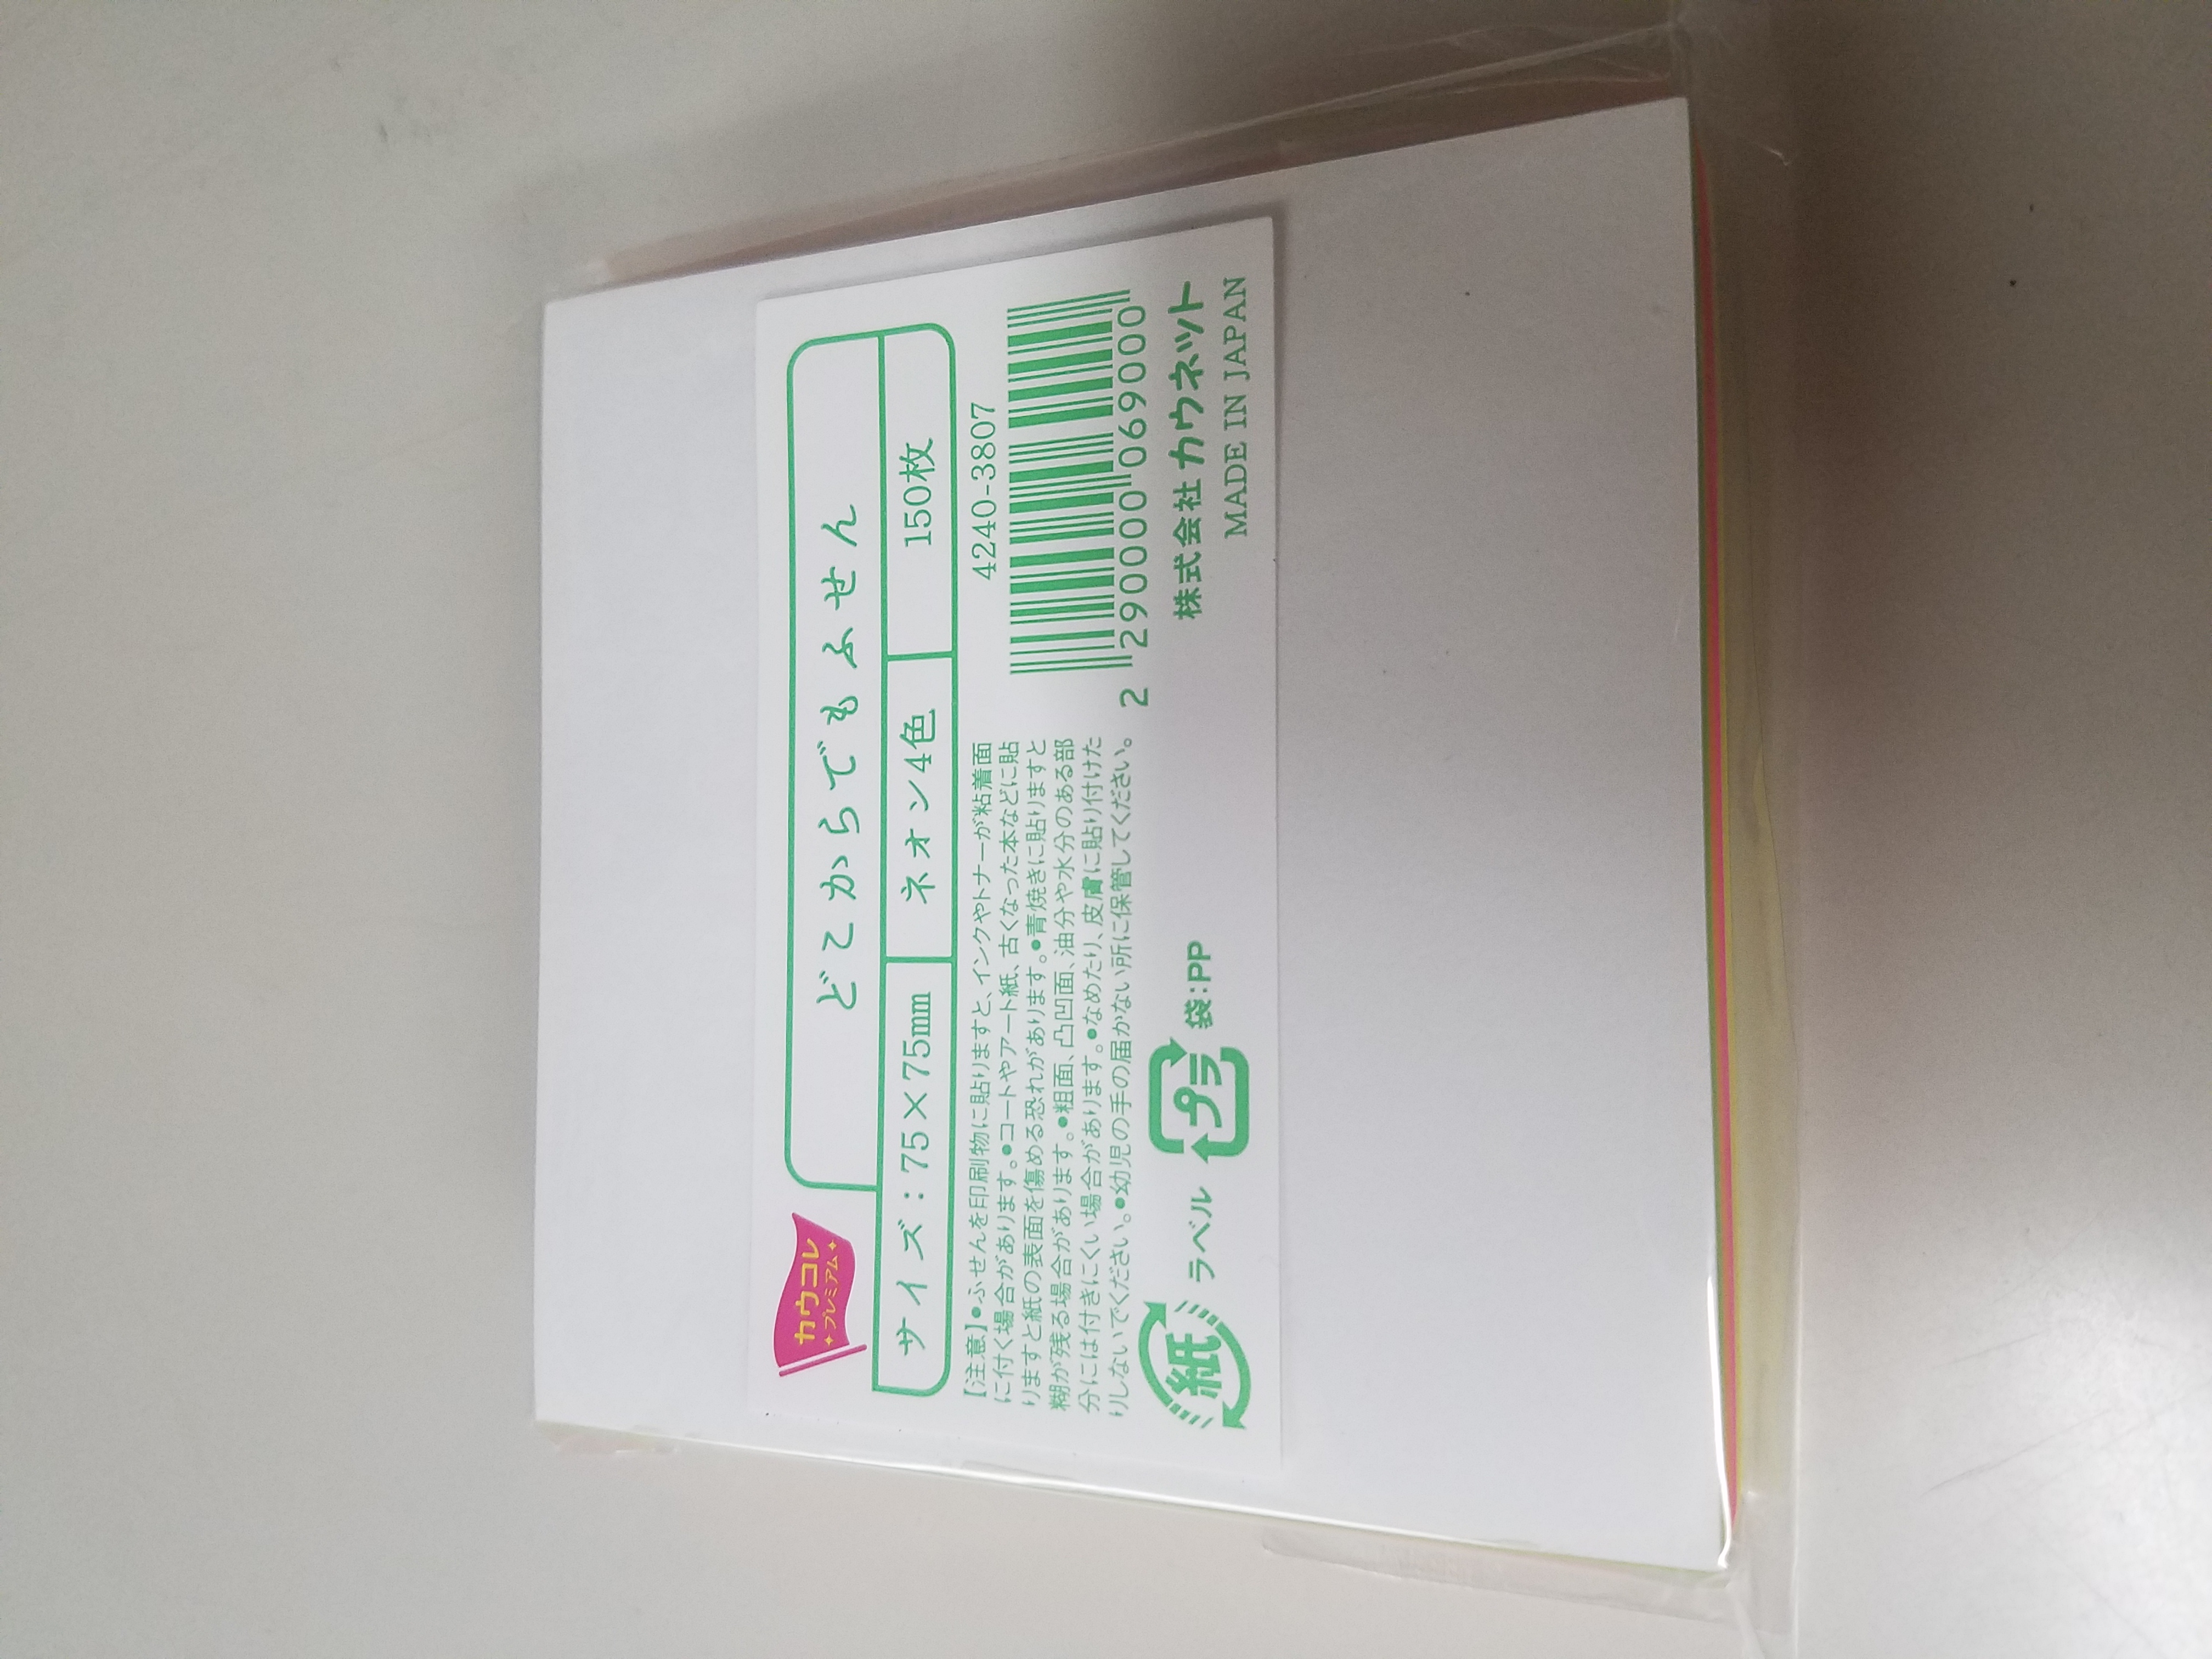 カウコレ
プレミアム
どこからでもふせん
サイズ：75×75mm
ネオン4色
150枚
【注意】●ふせんを印刷物に貼りますと、インクやトナーが粘着面
に付く場合があります。●コートやアート紙、古くなった本などに貼
りますと紙の表面を傷める恐れがあります。●青焼きに貼りますと
糊が残る場合があります。●粗面、凸凹面、油分や水分のある部
分には付きにくい場合があります。●なめたり、皮膚に貼り付けた
りしないでください。●幼児の手の届かない所に保管してください。
紙
ラベル
プラ
袋：PP
4240-3807
2 290000 069000
株式会社カウネット
MADE IN JAPAN